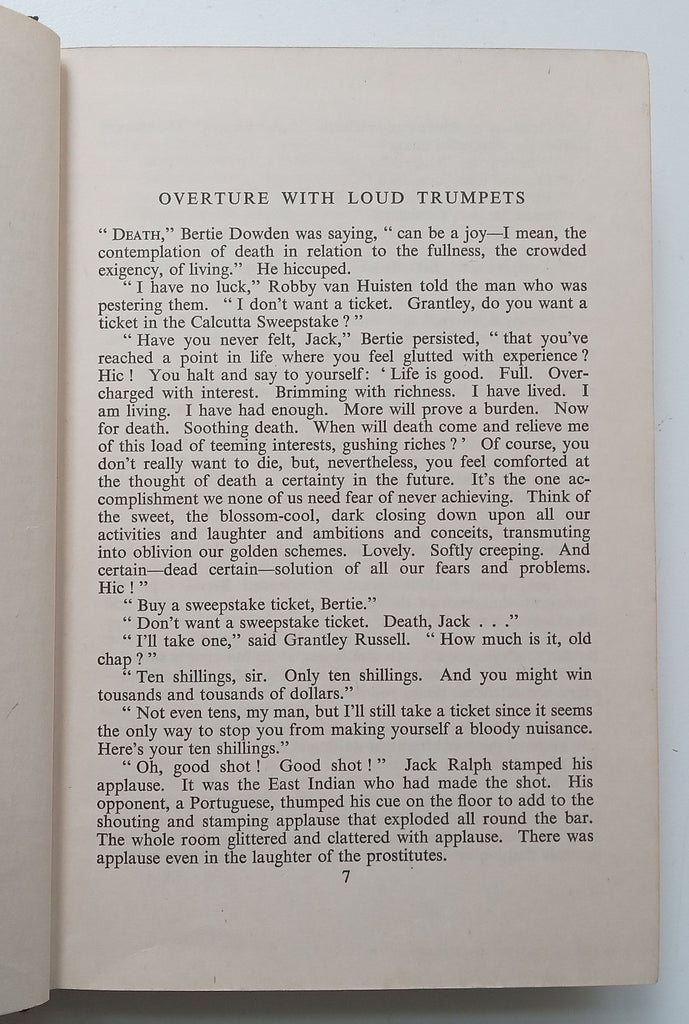 OVERTURE WITH LOUD TRUMPETS
“ DEATH,” Bertie Dowden was saying, “ can be a joy—I mean, the
contemplation of death in relation to the fullness, the crowded
exigency, of living.” He hiccuped.
“ I have no luck,” Robby van Huisten told the man who was
pestering them. “ I don’t want a ticket. Grantley, do you want a
ticket in the Calcutta Sweepstake ? ”
“ Have you never felt, Jack,” Bertie persisted, “ that you’ve
reached a point in life where you feel glutted with experience ?
Hic ! You halt and say to yourself: ‘ Life is good. Full. Over-
charged with interest. Brimming with richness. I have lived. I
am living. I have had enough. More will prove a burden. Now
for death. Soothing death. When will death come and relieve me
of this load of teeming interests, gushing riches ? ’ Of course, you
don’t really want to die, but, nevertheless, you feel comforted at
the thought of death a certainty in the future. It’s the one ac-
complishment we none of us need fear of never achieving. Think of
the sweet, the blossom-cool, dark closing down upon all our
activities and laughter and ambitions and conceits, transmuting
into oblivion our golden schemes. Lovely. Softly creeping. And
certain—dead certain—solution of all our fears and problems.
Hic ! ”
“ Buy a sweepstake ticket, Bertie.”
“ Don’t want a sweepstake ticket. Death, Jack . . .”
“ I’ll take one,” said Grantley Russell. “ How much is it, old
chap ? ”
“ Ten shillings, sir. Only ten shillings. And you might win
tousands and tousands of dollars.”
“ Not even tens, my man, but I’ll still take a ticket since it seems
the only way to stop you from making yourself a bloody nuisance.
Here’s your ten shillings.”
“ Oh, good shot ! Good shot ! ” Jack Ralph stamped his
applause. It was the East Indian who had made the shot. His
opponent, a Portuguese, thumped his cue on the floor to add to the
shouting and stamping applause that exploded all round the bar.
The whole room glittered and clattered with applause. There was
applause even in the laughter of the prostitutes.
7